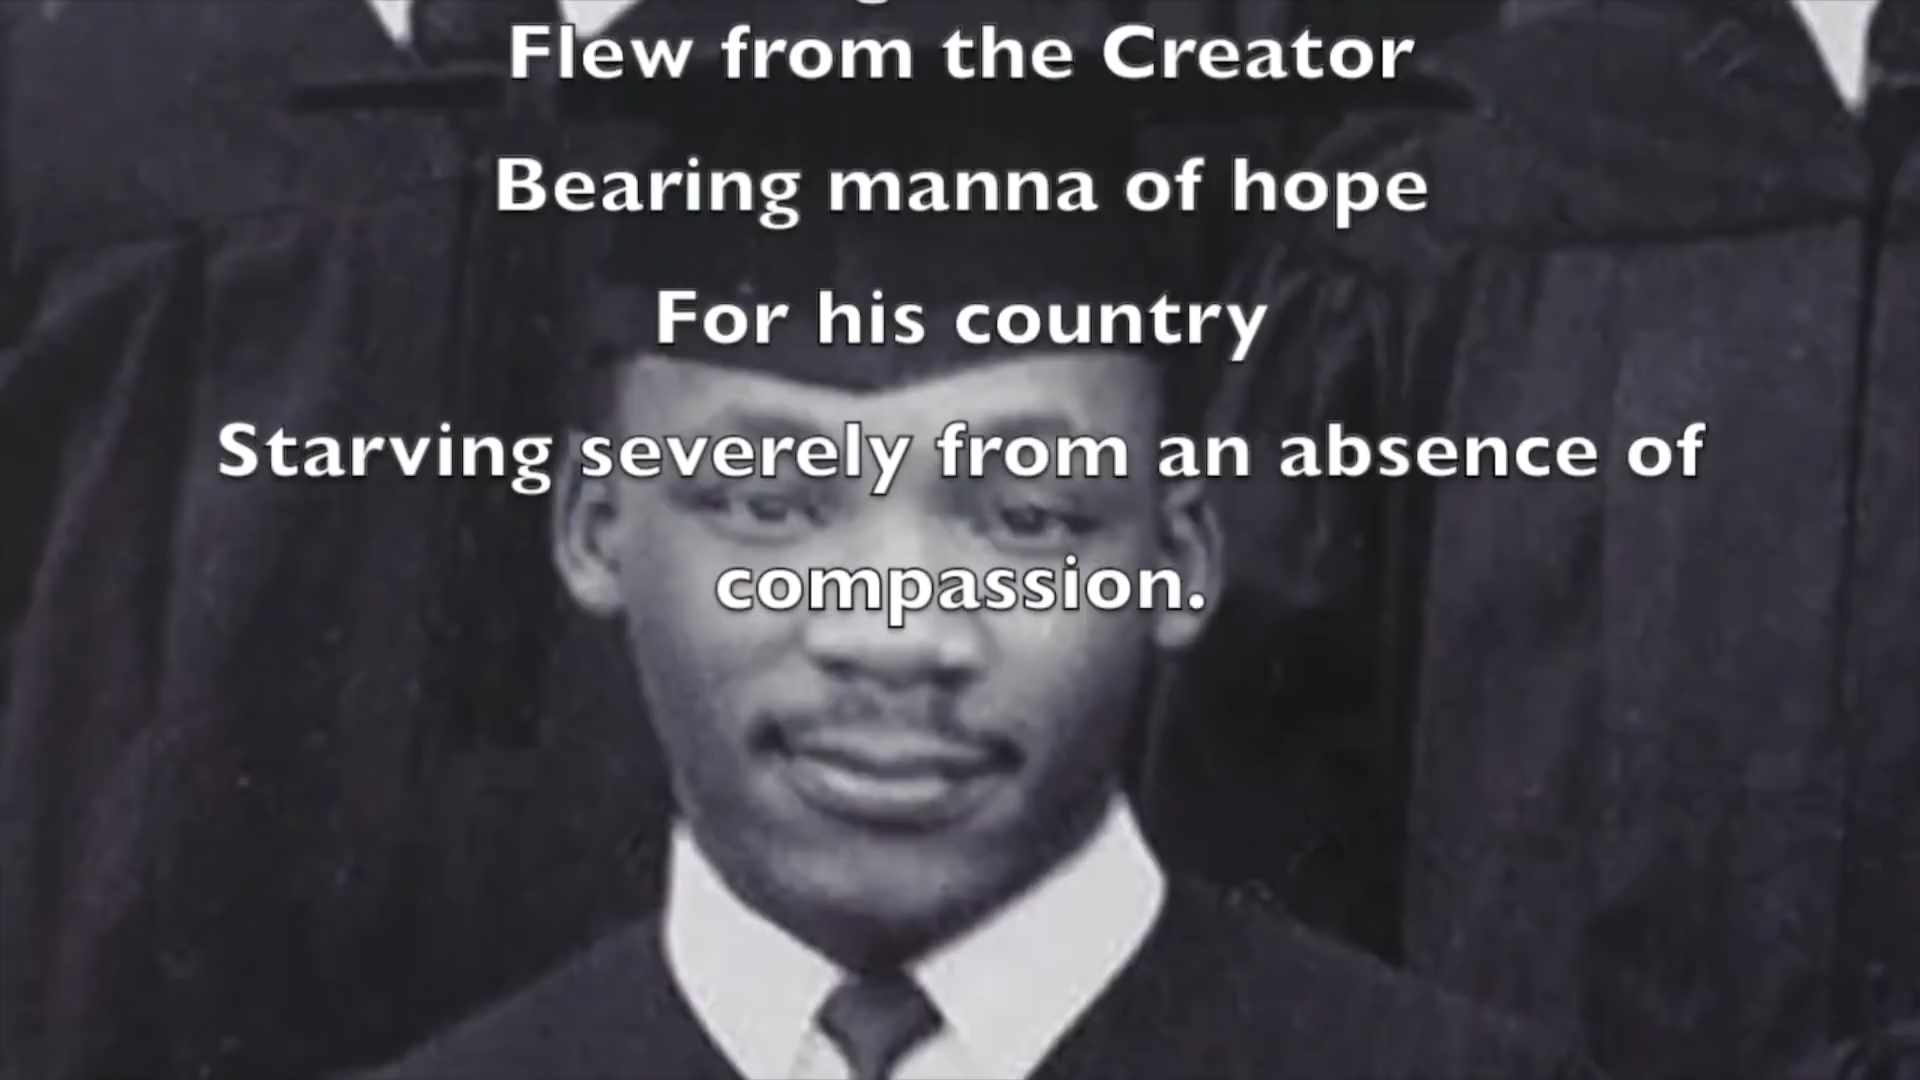 Flew from the Creator
Bearing manna of hope
For his country
Starving severely from an absence of
compassion.